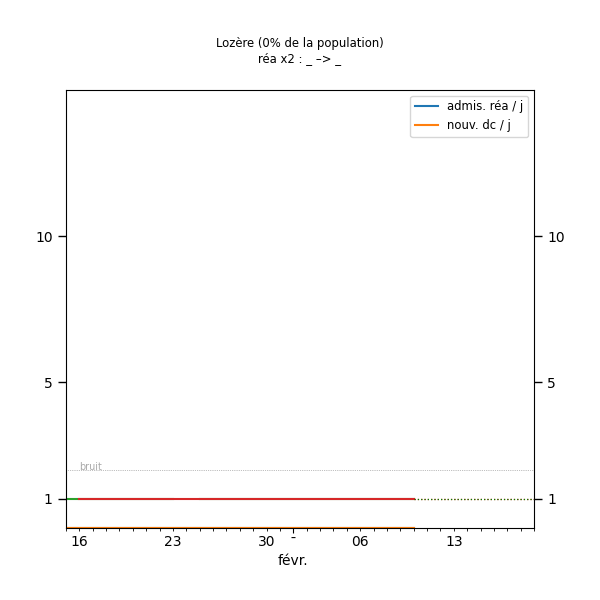 Lozère (0% de la population)
réa x2 : _ –> _
admis. réa / j
nouv. dc / j
10 10
5 5
bruit
1 1
16 23 30 - 06 13
févr.